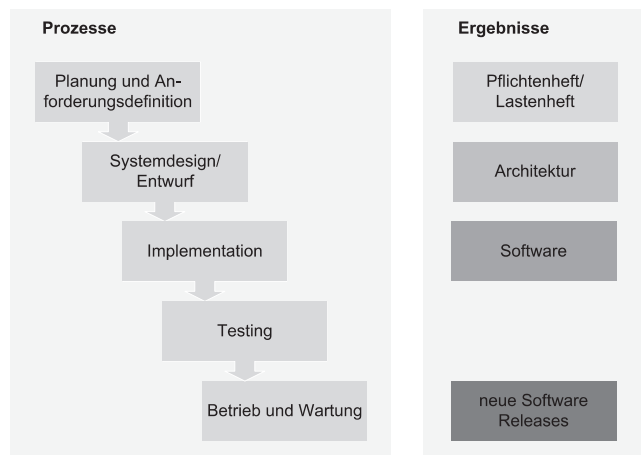 Prozesse
Ergebnisse
Planung und An-
forderungsdefinition
Pflichtenheft/
Lastenheft
Systemdesign/
Entwurf
Architektur
Implementation
Software
Testing
Betrieb und Wartung
neue Software
Releases